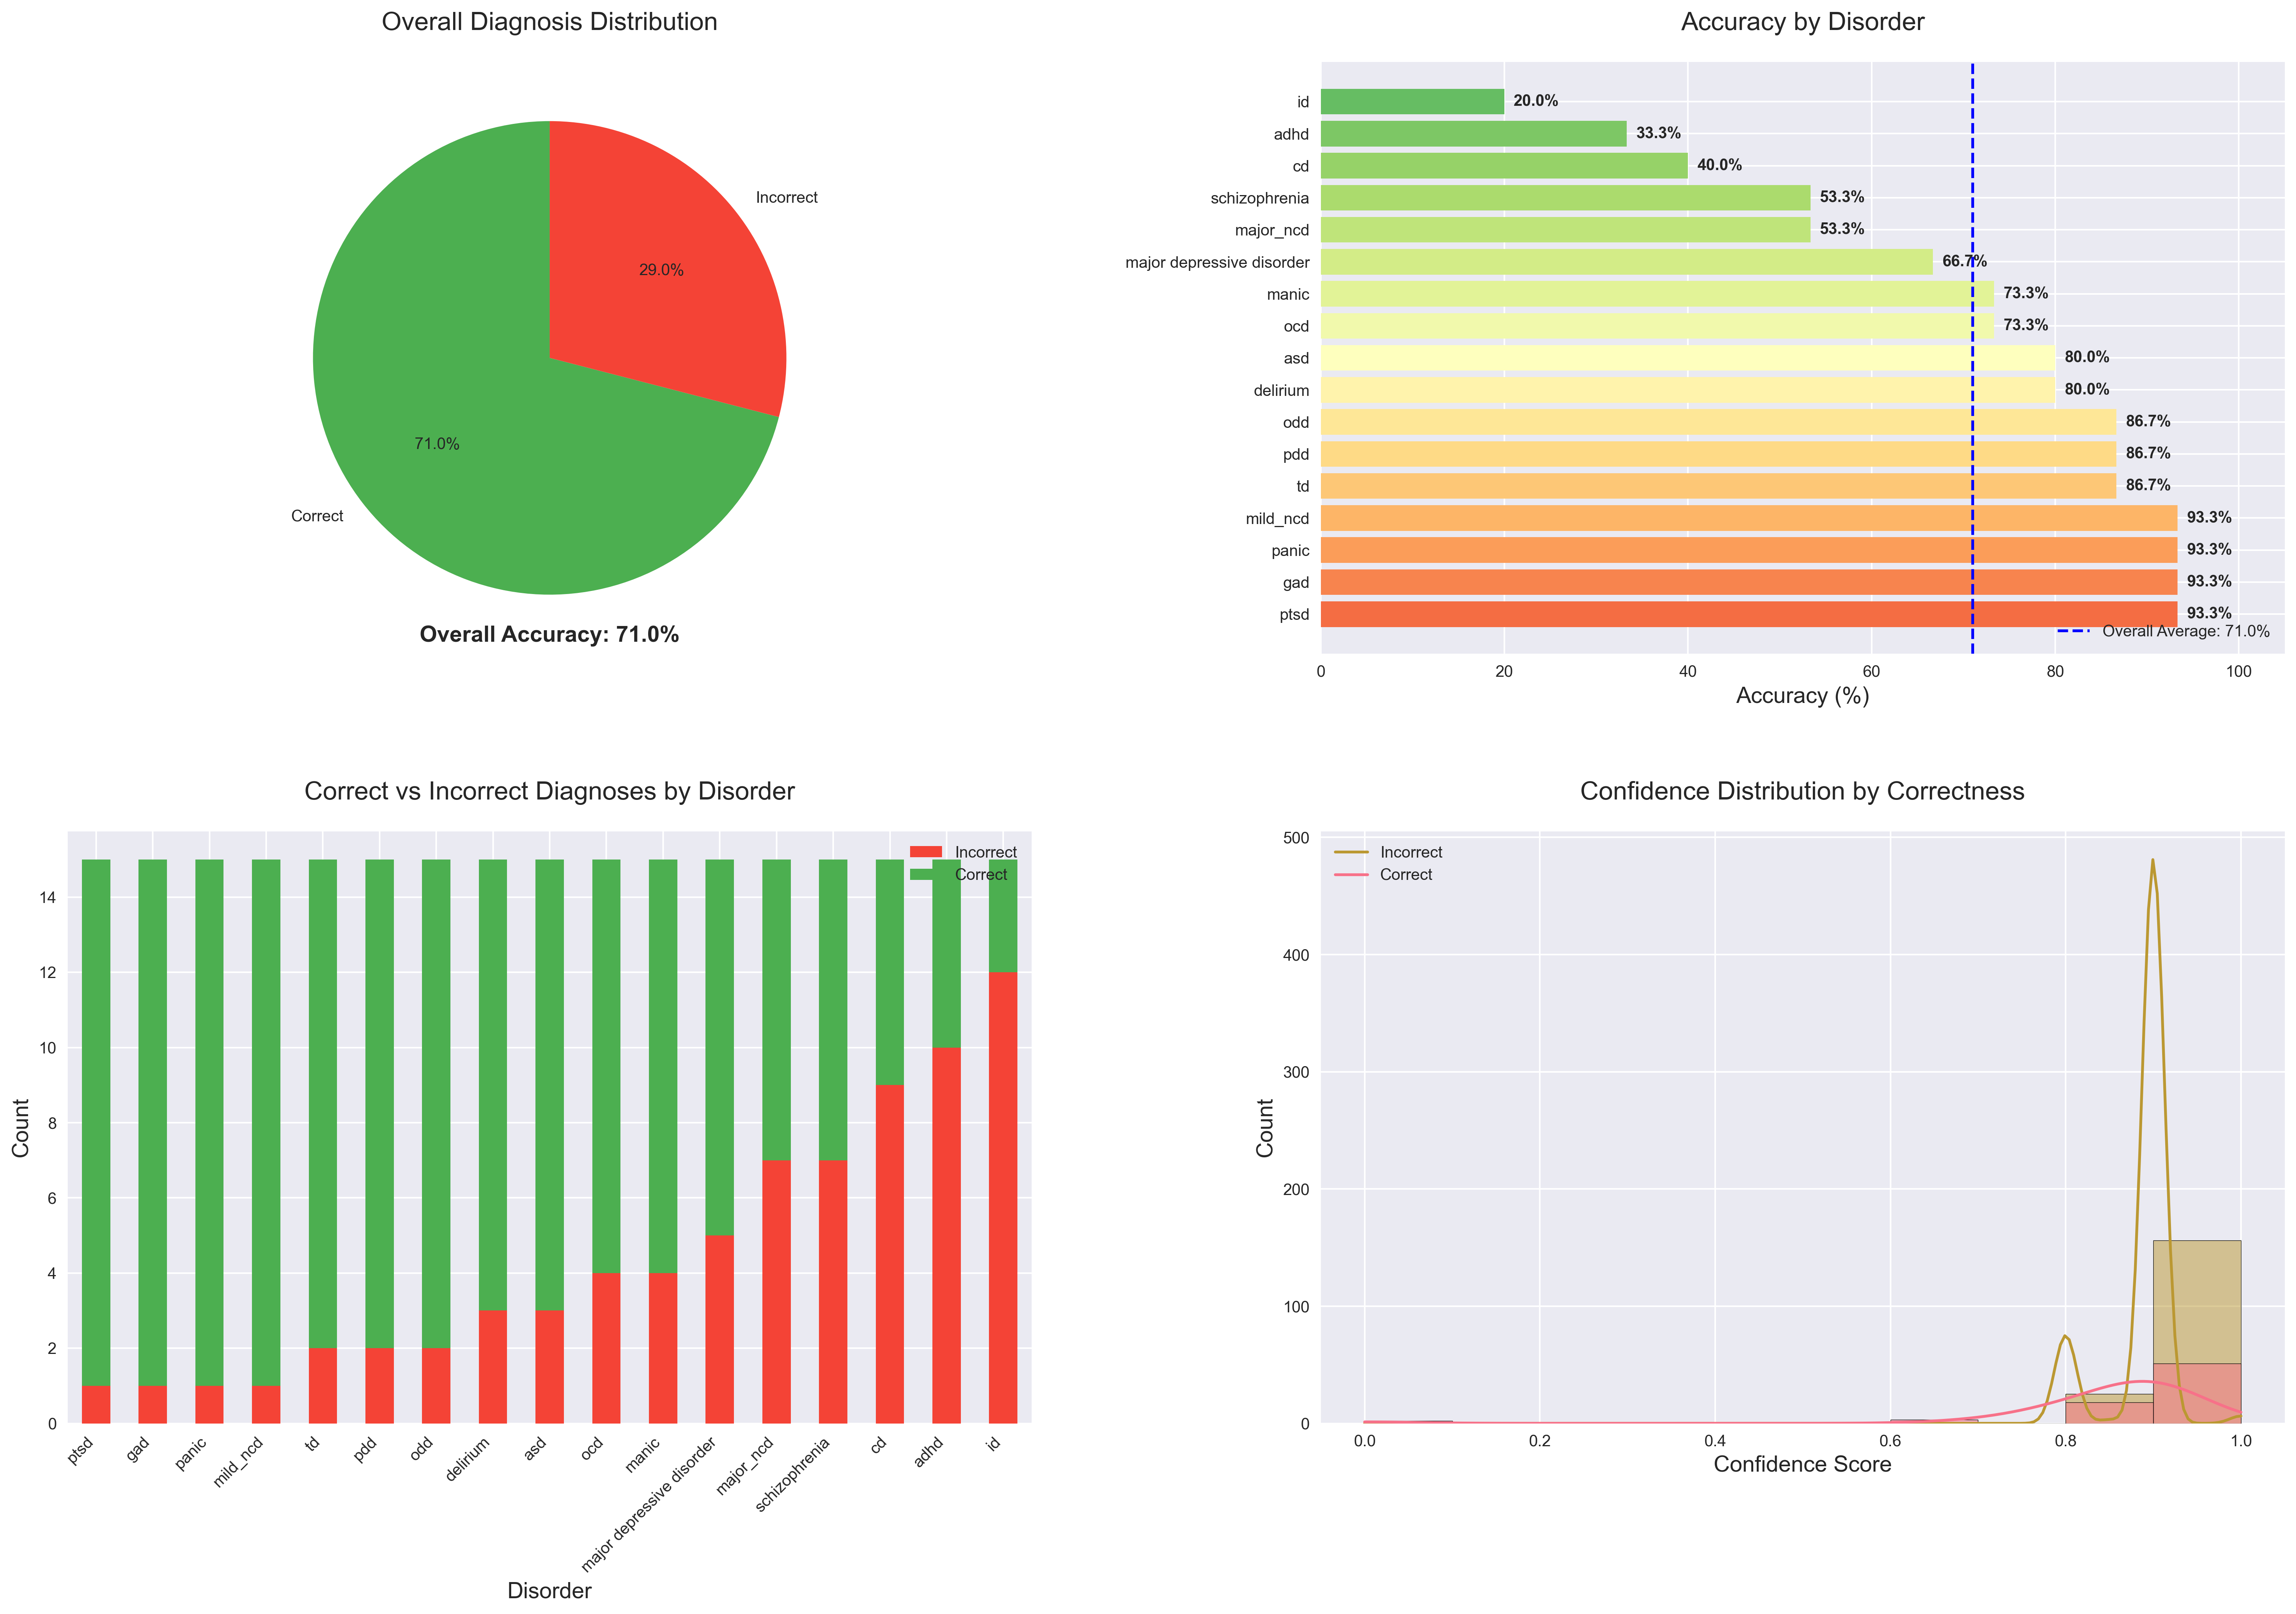 Overall Diagnosis Distribution
Incorrect
29.0%
71.0%
Correct
Overall Accuracy: 71.0%
Accuracy by Disorder
id 20.0%
adhd 33.3%
cd 40.0%
schizophrenia 53.3%
major_ncd 53.3%
major depressive disorder 66.7%
manic 73.3%
ocd 73.3%
asd 80.0%
delirium 80.0%
odd 86.7%
pdd 86.7%
td 86.7%
mild_ncd 93.3%
panic 93.3%
gad 93.3%
ptsd 93.3%
Overall Average: 71.0%
0 20 40 60 80 100
Accuracy (%)
Correct vs Incorrect Diagnoses by Disorder
Incorrect
Correct
14
12
10
8
6
4
2
0
Count
ptsd gad panic mild_ncd td pdd odd delirium asd ocd manic major depressive disorder major_ncd schizophrenia cd adhd id
Disorder
Confidence Distribution by Correctness
Incorrect
Correct
500
400
300
200
100
0
Count
0.0 0.2 0.4 0.6 0.8 1.0
Confidence Score